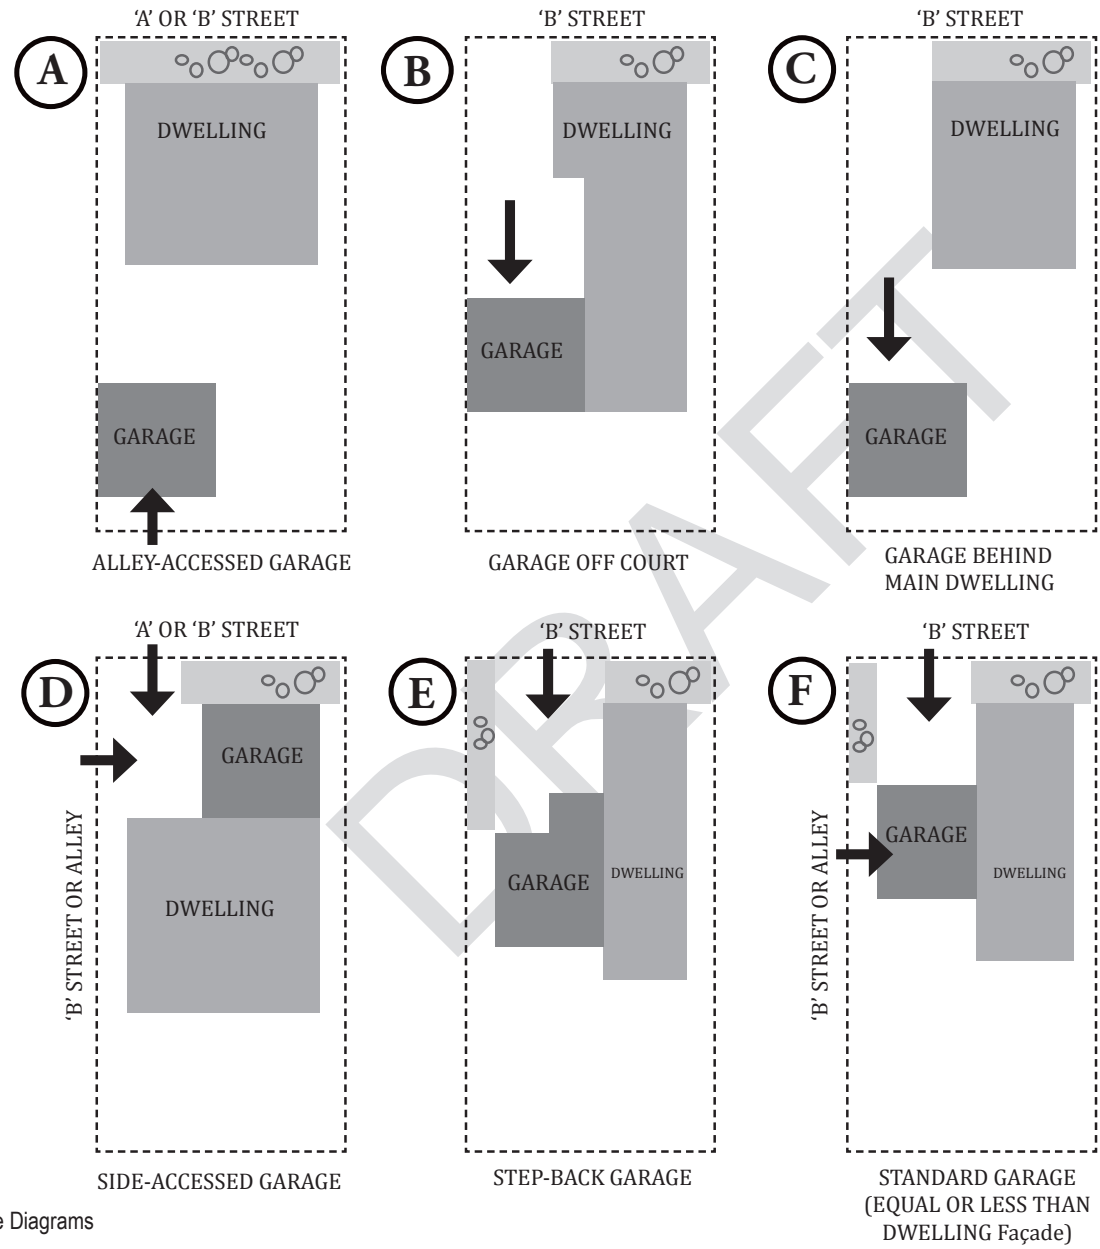 ‘A’ OR ‘B’ STREET
A
DWELLING
GARAGE
ALLEY-ACCESSED GARAGE
‘B’ STREET
B
DWELLING
GARAGE
GARAGE OFF COURT
‘B’ STREET
C
DWELLING
GARAGE
GARAGE BEHIND
MAIN DWELLING
‘A’ OR ‘B’ STREET
D
GARAGE
DWELLING
‘B’ STREET OR ALLEY
SIDE-ACCESSED GARAGE
‘B’ STREET
E
GARAGE
DWELLING
STEP-BACK GARAGE
‘B’ STREET
F
GARAGE
DWELLING
‘B’ STREET OR ALLEY
STANDARD GARAGE
(EQUAL OR LESS THAN
DWELLING Façade)
DRAFT
e Diagrams